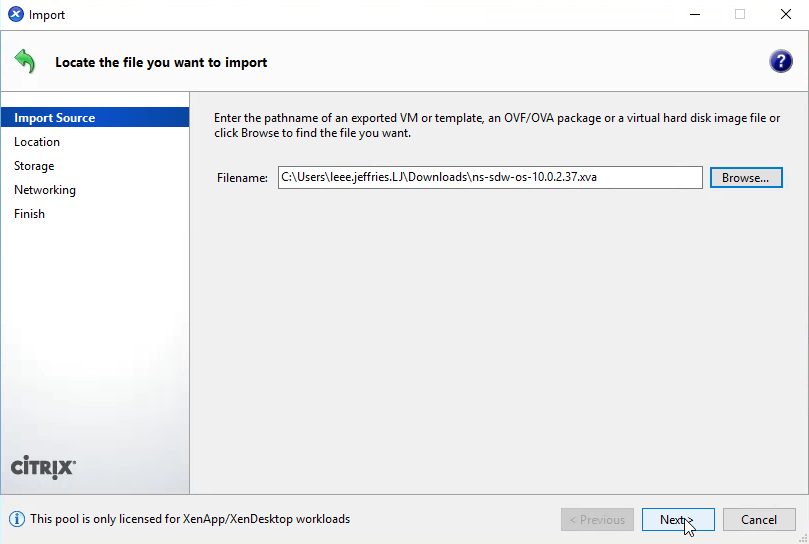 Import
Locate the file you want to import
?
Import Source
Location
Storage
Networking
Finish
Enter the pathname of an exported VM or template, an OVF/OVA package or a virtual hard disk image file or
click Browse to find the file you want.
Filename: C:\Users\leee.jeffries.LJ\Downloads\ns-sdw-os-10.0.2.37.xva Browse...
CİTRIX
This pool is only licensed for XenApp/XenDesktop workloads
< Previous Next > Cancel